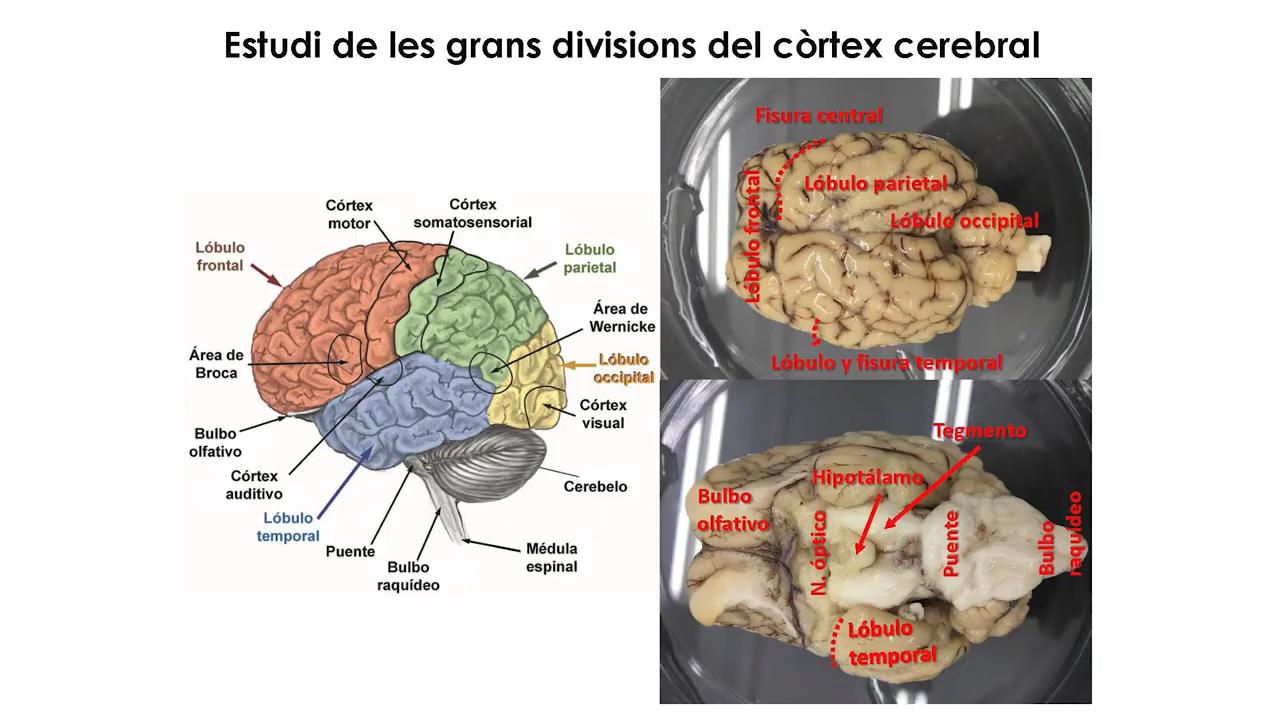 Estudi de les grans divisions del còrtex cerebral
Córtex
motor
Córtex
somatosensorial
Lóbulo
frontal
Lóbulo
parietal
Área de
Wernicke
Área de
Broca
Lóbulo
occipital
Córtex
visual
Bulbo
olfativo
Córtex
auditivo
Cerebelo
Lóbulo
temporal
Puente
Bulbo
raquídeo
Médula
espinal
Fisura central
Lóbulo frontal
Lóbulo parietal
Lóbulo occipital
Lóbulo y fisura temporal
Tegmento
Hipotálamo
Bulbo
olfativo
N. óptico
Puente
Bulbo
raquídeo
Lóbulo
temporal